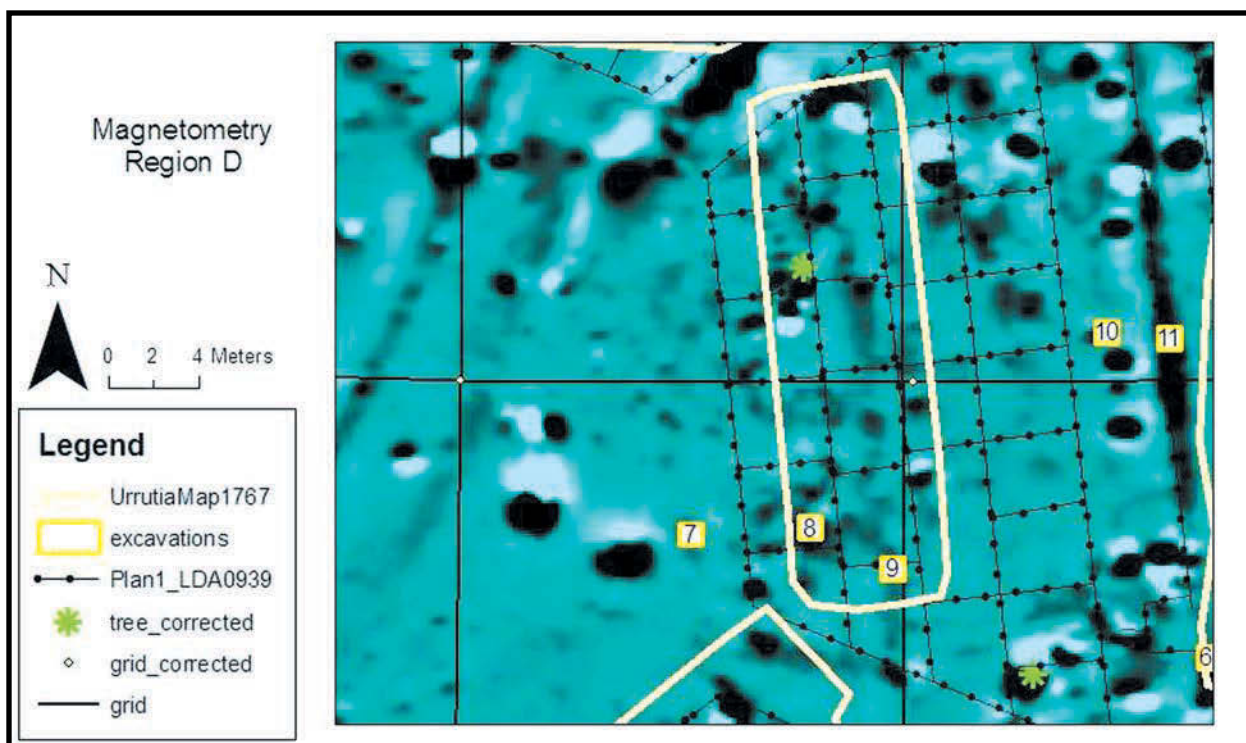 Magnetometry
Region D
N
0 2 4 Meters
Legend
UrrutiaMap1767
excavations
Plan1_LDA0939
tree_corrected
grid_corrected
grid
10
11
7
8
9
6